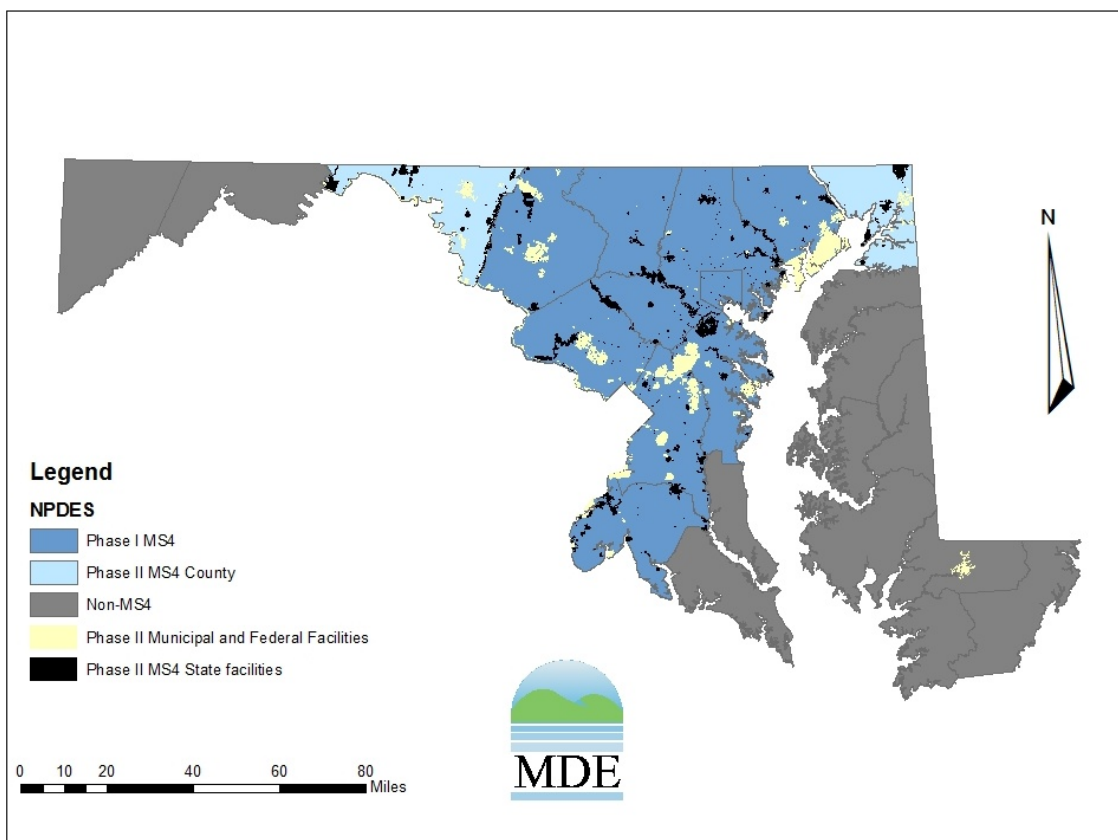 N
Legend
NPDES
Phase I MS4
Phase II MS4 County
Non-MS4
Phase II Municipal and Federal Facilities
Phase II MS4 State facilities
0 10 20 40 60 80
Miles
MDE